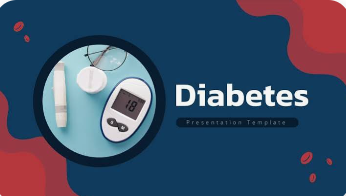 18
Diabetes
Presentation Template